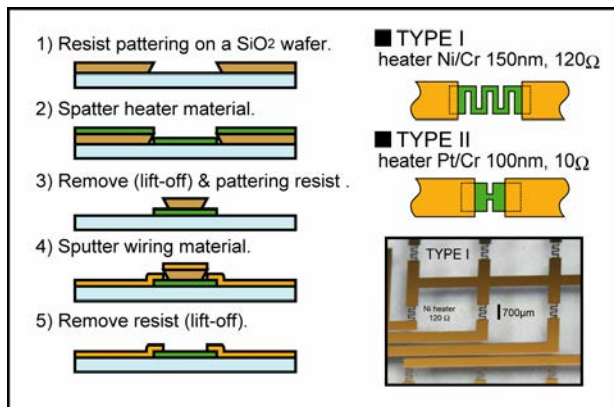 1) Resist pattering on a SiO2 wafer.
2) Spatter heater material.
3) Remove (lift-off) & pattering resist .
4) Sputter wiring material.
5) Remove resist (lift-off).
■ TYPE I
heater Ni/Cr 150nm, 120Ω
■ TYPE II
heater Pt/Cr 100nm, 10Ω
TYPE I
Ni heater
120 Ω
700µm